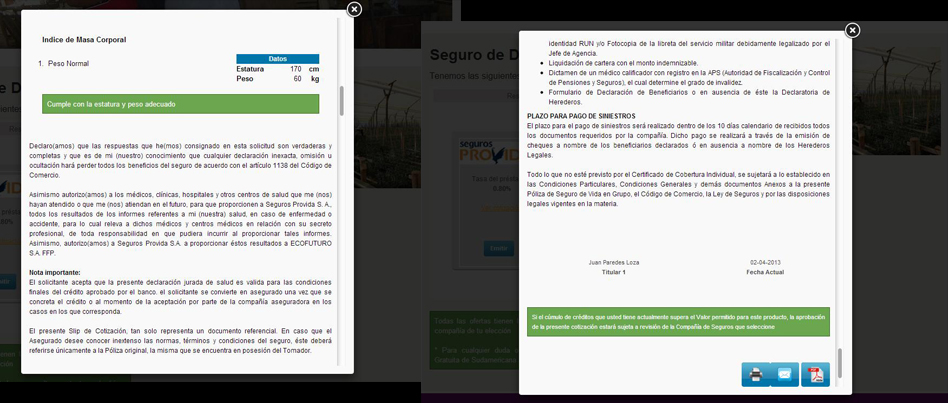 Indice de Masa Corporal
1. Peso Normal
Datos
Estatura 170 cm
Peso 60 kg
Cumple con la estatura y peso adecuado
Declaro(amos) que las respuestas que he(mos) consignado en esta solicitud son verdaderas y
completas y que es de mi (nuestro) conocimiento que cualquier declaración inexacta, omisión u
ocultación hará perder todos los beneficios del seguro de acuerdo con el artículo 1138 del Código de
Comercio.
Asimismo autorizo(amos) a los médicos, clínicas, hospitales y otros centros de salud que me (nos)
hayan atendido o que me (nos) atiendan en el futuro, para que proporcionen a Seguros Provida S. A.,
todos los resultados de los informes referentes a mi (nuestra) salud, en caso de enfermedad o
accidente, para lo cual releva a dichos médicos y centros médicos en relación con su secreto
profesional, de toda responsabilidad en que pudiera incurrir al proporcionar tales informes.
Asimismo, autorizo(amos) a Seguros Provida S.A. a proporcionar éstos resultados a ECOFUTURO
S.A. FFP.
Nota importante:
El solicitante acepta que la presente declaración jurada de salud es valida para las condiciones
finales del crédito aprobado por el banco. el solicitante se convierte en asegurado una vez que se
concreta el crédito o al momento de la aceptación por parte de la compañía aseguradora en los
casos en los que corresponda.
El presente Slip de Cotización, tan solo representa un documento referencial. En caso que el
Asegurado desee conocer inextenso las normas, términos y condiciones del seguro, éste deberá
referirse únicamente a la Póliza original, la misma que se encuentra en posesión del Tomador.
Seguro de D
Tenemos las siguiente
seguros
PROVID
identidad RUN y/o Fotocopia de la libreta del servicio militar debidamente legalizado por el
Jefe de Agencia.
• Liquidación de cartera con el monto indemnizable.
• Dictamen de un médico calificador con registro en la APS (Autoridad de Fiscalización y Control
de Pensiones y Seguros), el cual determine el grado de invalidez.
• Formulario de Declaración de Beneficiarios o en ausencia de éste la Declaratoria de
Herederos.
PLAZO PARA PAGO DE SINIESTROS
El plazo para el pago de siniestros será realizado dentro de los 10 días calendario de recibidos todos
los documentos requeridos por la compañía. Dicho pago se realizará a través de la emisión de
cheques a nombre de los beneficiarios declarados ó en ausencia a nombre de los Herederos
Legales.
Todo lo que no esté previsto por el Certificado de Cobertura Individual, se sujetará a lo establecido en
las Condiciones Particulares, Condiciones Generales y demás documentos Anexos a la presente
Póliza de Seguro de Vida en Grupo, el Código de Comercio, la Ley de Seguros y por las disposiciones
legales vigentes en la materia.
Juan Paredes Loza 02-04-2013
Titular 1 Fecha Actual
Si el cúmulo de créditos que usted tiene actualmente supera el Valor permitido para este producto, la aprobación
de la presente cotización estará sujeta a revisión de la Compañía de Seguros que seleccione